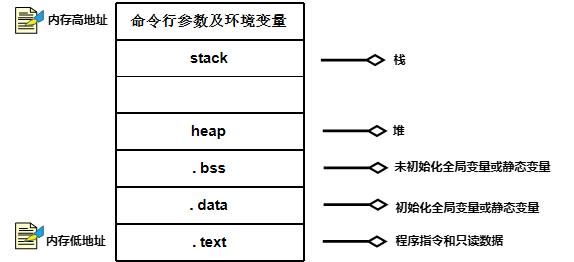 内存高地址
命令行参数及环境变量
stack
栈
heap
堆
.bss
未初始化全局变量或静态变量
.data
初始化全局变量或静态变量
内存低地址
.text
程序指令和只读数据